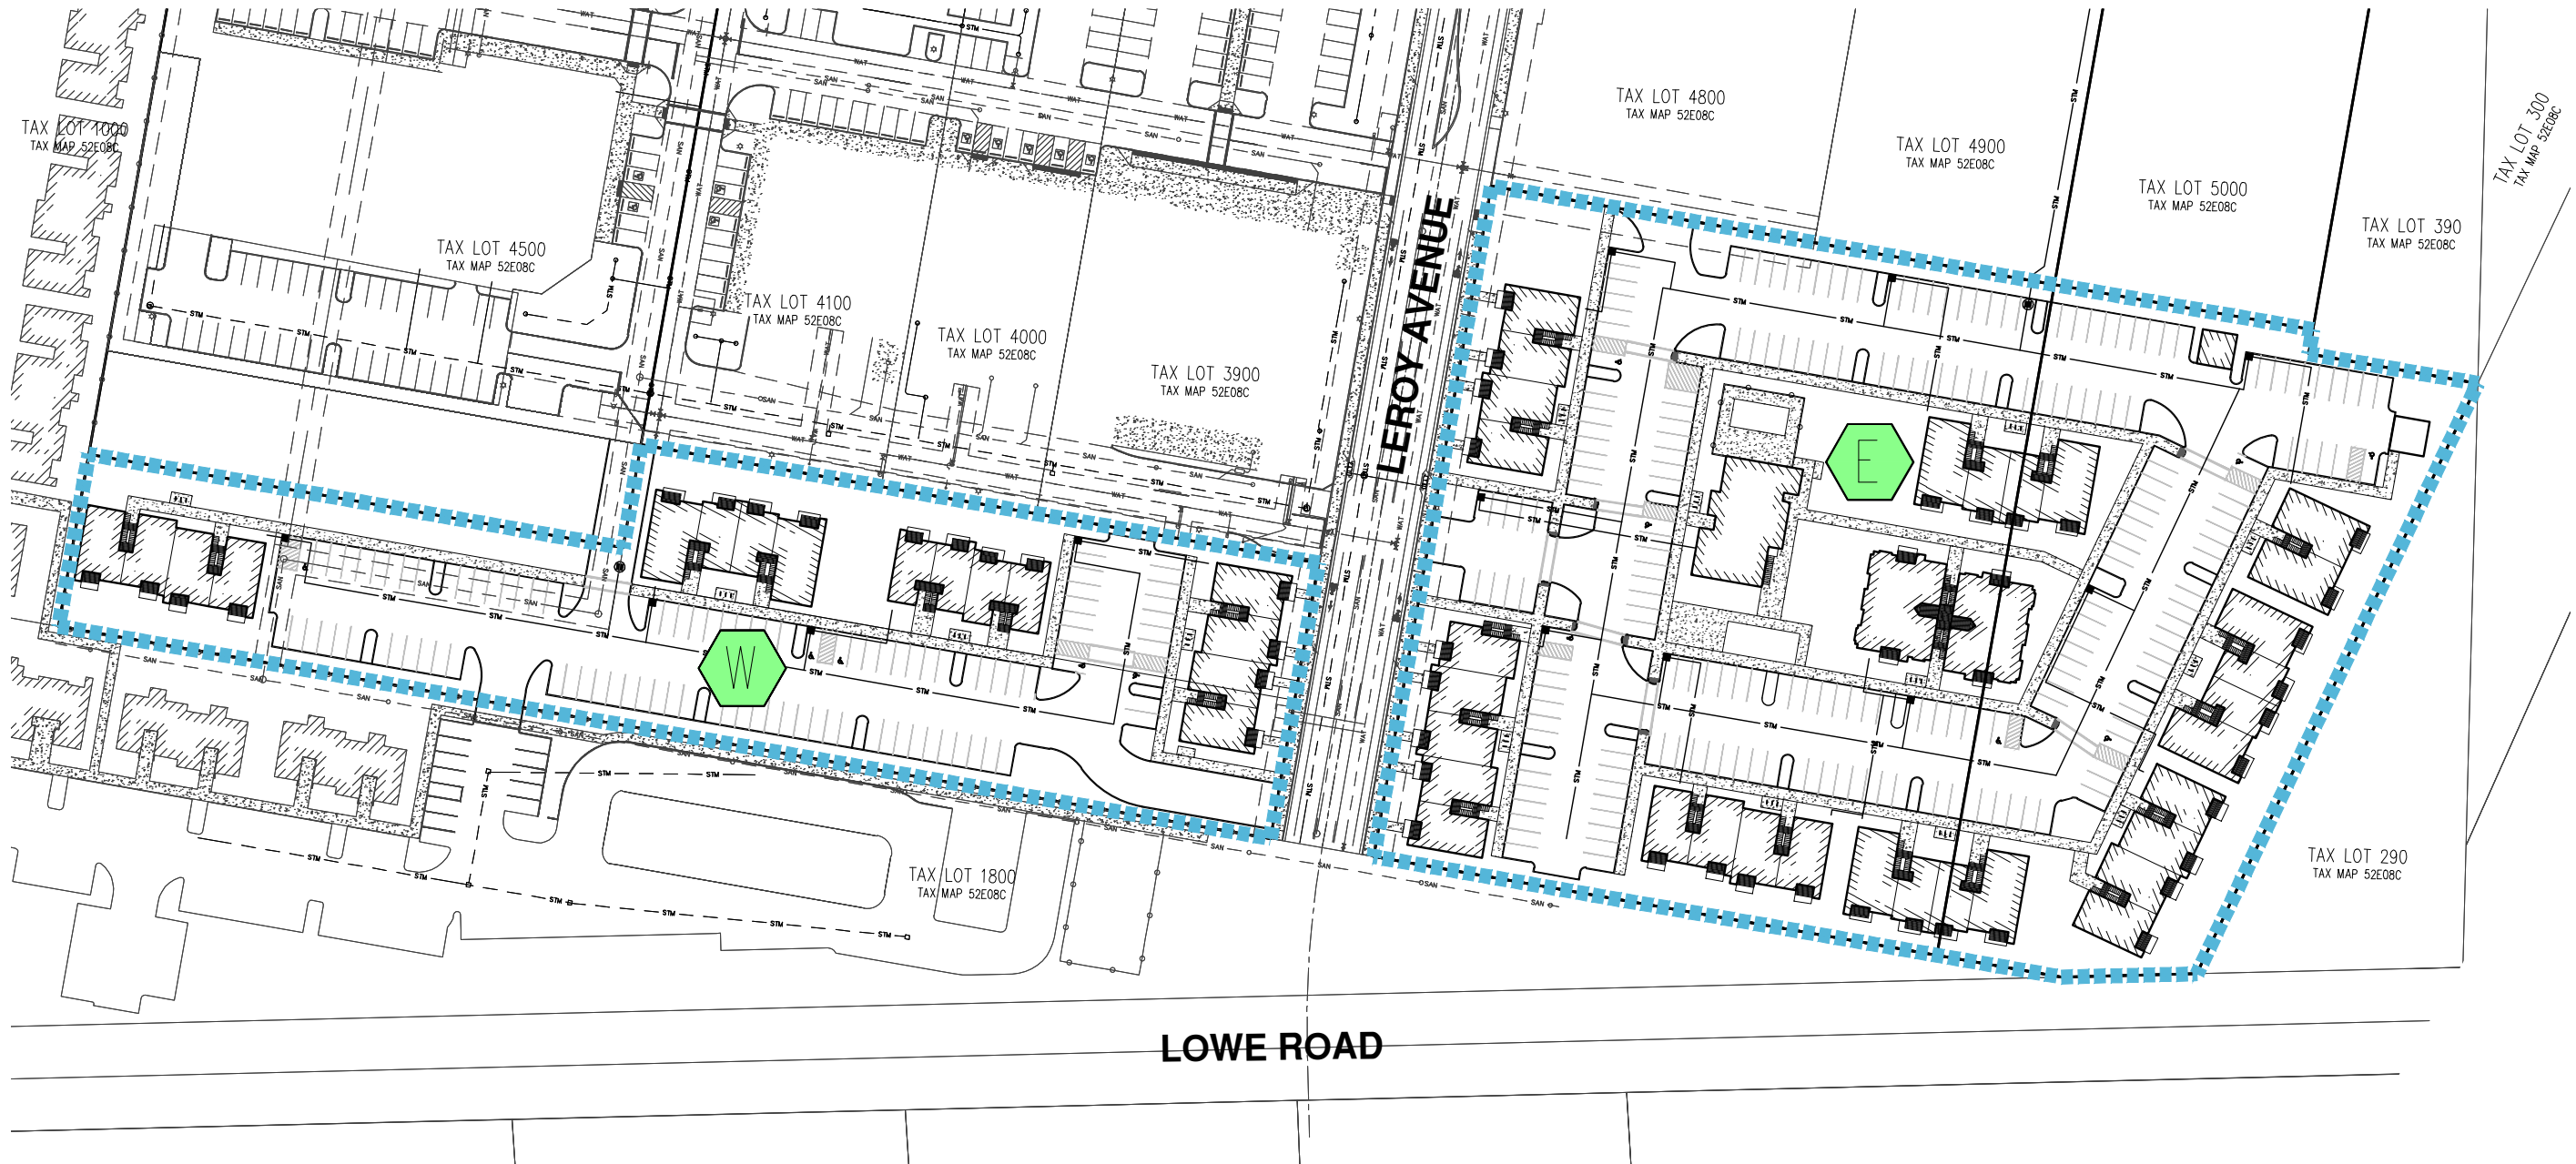 TAX LOT 1000
TAX MAP 52E08C
TAX LOT 4500
TAX MAP 52E08C
TAX LOT 4100
TAX MAP 52E08C
TAX LOT 4000
TAX MAP 52E08C
TAX LOT 3900
TAX MAP 52E08C
LEROY AVENUE
TAX LOT 4800
TAX MAP 52E08C
TAX LOT 4900
TAX MAP 52E08C
TAX LOT 5000
TAX MAP 52E08C
TAX LOT 390
TAX MAP 52E08C
TAX LOT 300
TAX MAP 52E08C
E
W
TAX LOT 1800
TAX MAP 52E08C
TAX LOT 290
TAX MAP 52E08C
LOWE ROAD
STM
SAN
WAT